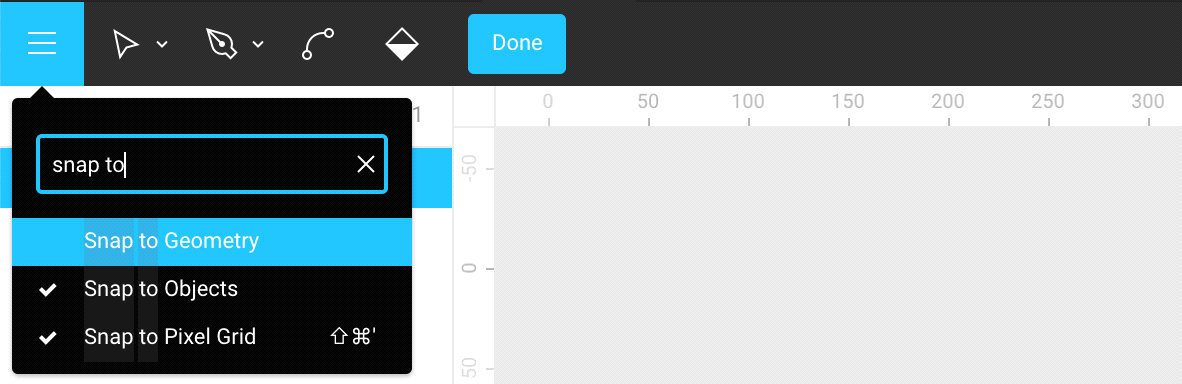 Done
1
snap to
Snap to Geometry
✓ Snap to Objects
✓ Snap to Pixel Grid ⇧⌘'
0 50 100 150 200 250 300
-50
0
50